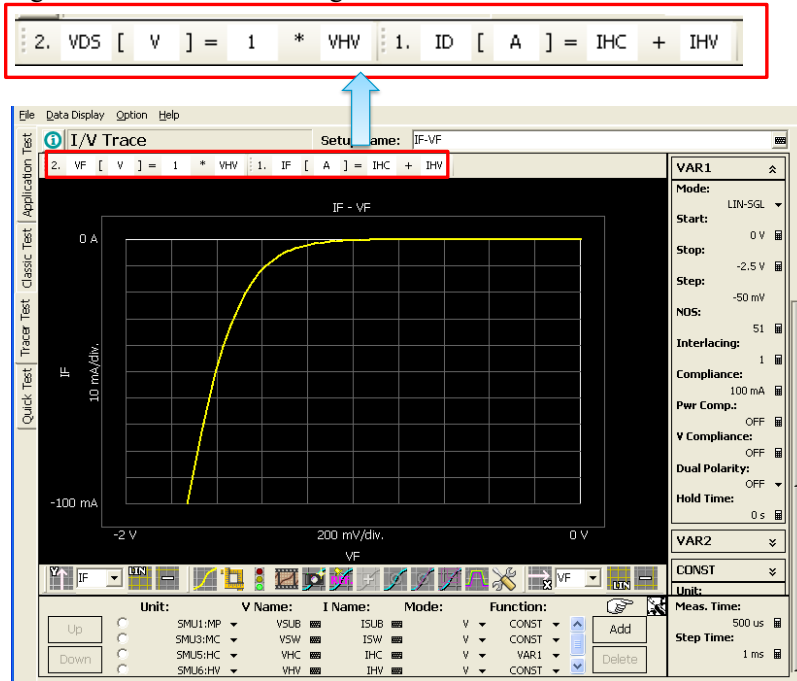 2. VDS [ V ] = 1 * VHV 1. ID [ A ] = IHC + IHV
File Data Display Option Help
I/V Trace Setup Name: IF-VF
2. VF [ V ] = 1 * VHV 1. IF [ A ] = IHC + IHV
Application Test
Classic Test
Tracer Test
Quick Test
IF - VF
0 A
IF
10 mA/div.
-100 mA
-2 V 200 mV/div. 0 V
VF
VAR1
Mode:
LIN-SGL
Start:
0 V
Stop:
-2.5 V
Step:
-50 mV
NOS:
51
Interlacing:
1
Compliance:
100 mA
Pwr Comp.:
OFF
V Compliance:
OFF
Dual Polarity:
OFF
Hold Time:
0 s
VAR2
CONST
Unit:
Meas. Time:
500 us
Step Time:
1 ms
Y IF LIN X VF LIN
Unit: V Name: I Name: Mode: Function:
Up SMU1:MP VSUB ISUB V CONST Add
SMU3:MC VSW ISW V CONST
Down SMU5:HC VHC IHC V VAR1 Delete
SMU6:HV VHV IHV V CONST